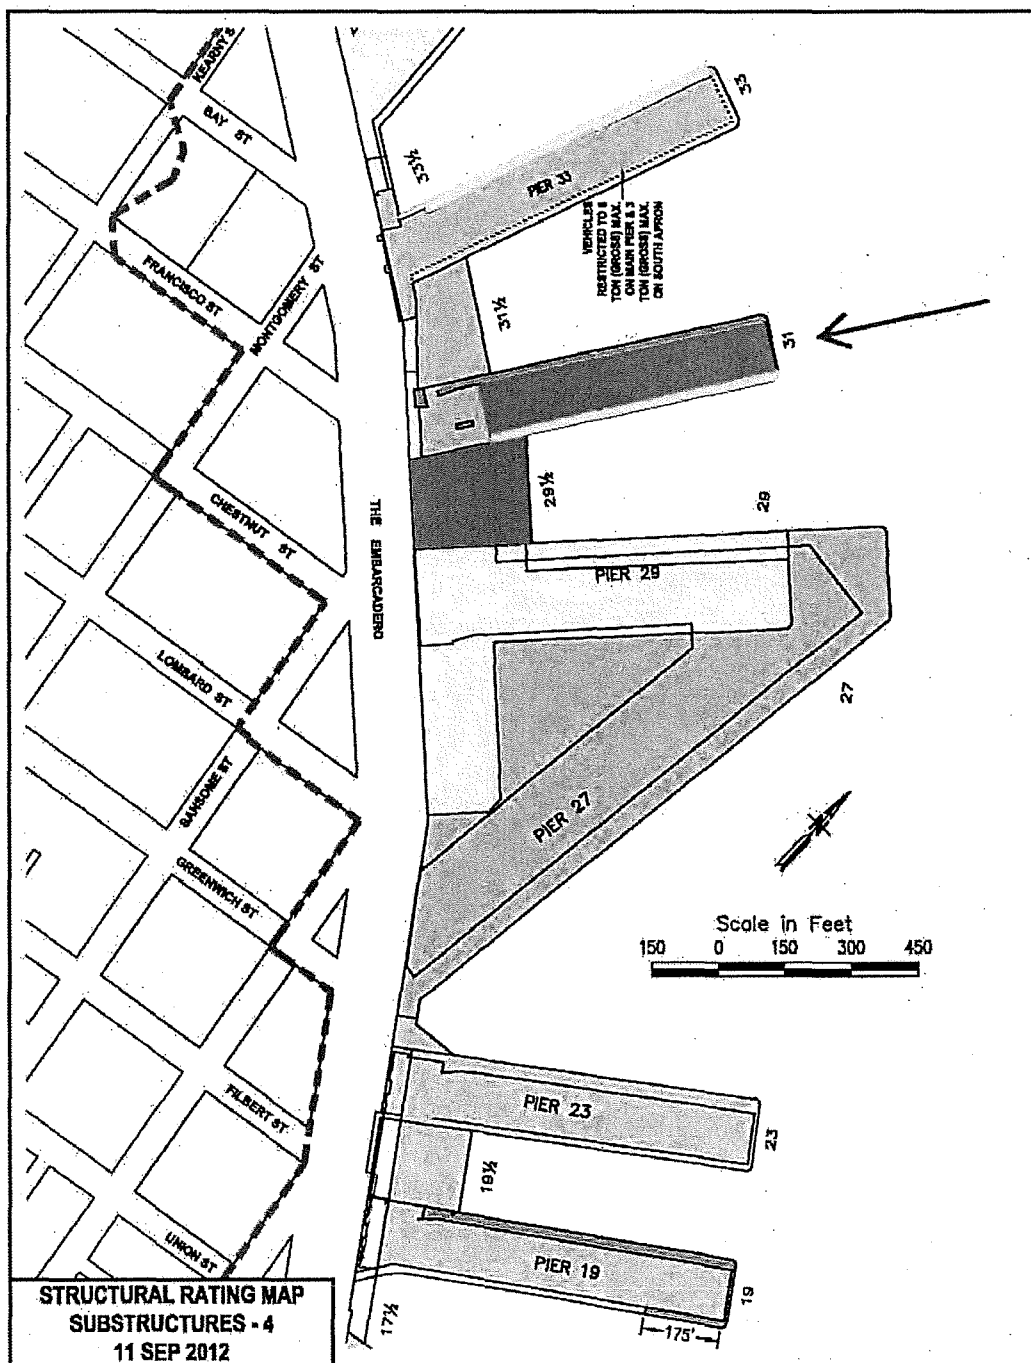 KEARNY S
BAY ST
33½
33
PIER 33
VEHICLES
RESTRICTED TO 8
TON (GROSS) MAX.
ON MAIN PIER & 3
TON (GROSS) MAX.
ON SOUTH APRON
FRANCISCO ST
MONTGOMERY ST
31½
31
CHESTNUT ST
THE EMBARCADERO
29½
29
PIER 29
LOMBARD ST
27
SANSOME ST
PIER 27
GREENWICH ST
Scale in Feet
150 0 150 300 450
FILBERT ST
PIER 23
23
19½
UNION ST
PIER 19
19
17½
175'
STRUCTURAL RATING MAP
SUBSTRUCTURES - 4
11 SEP 2012